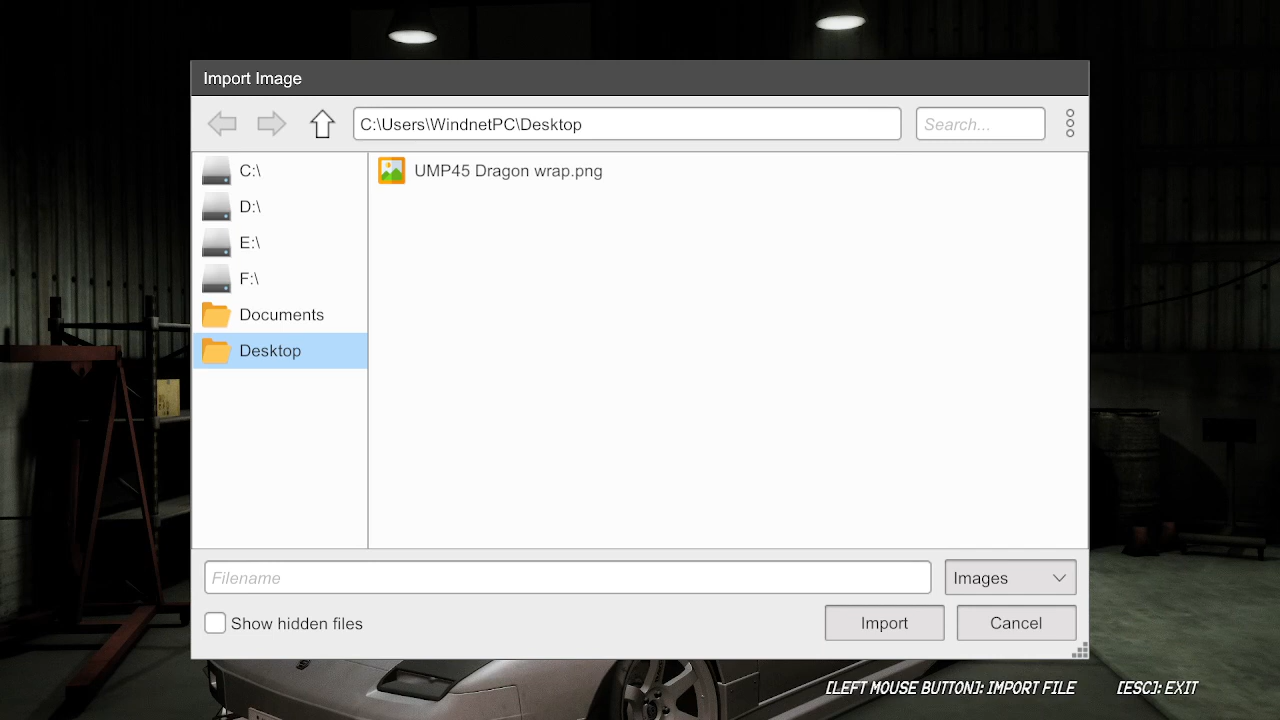 Import Image
C:\Users\WindnetPC\Desktop
Search...
C:\
D:\
E:\
F:\
Documents
Desktop
UMP45 Dragon wrap.png
Filename
Images
Show hidden files
Import
Cancel
[LEFT MOUSE BUTTON]: IMPORT FILE
[ESC]: EXIT